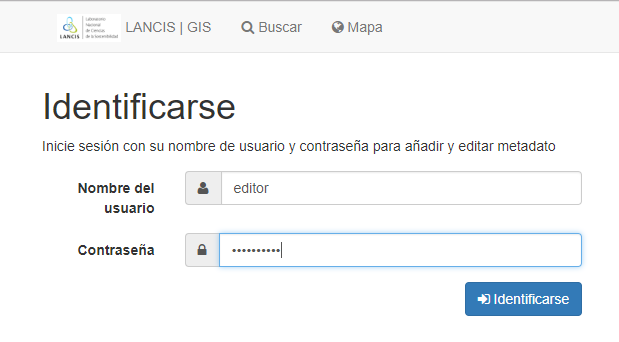 LANCIS
Laboratorio
Nacional
de Ciencias
de la Sostenibilidad
LANCIS | GIS
Buscar
Mapa
Identificarse
Inicie sesión con su nombre de usuario y contraseña para añadir y editar metadato
Nombre del
usuario
editor
Contraseña
••••••••••
Identificarse